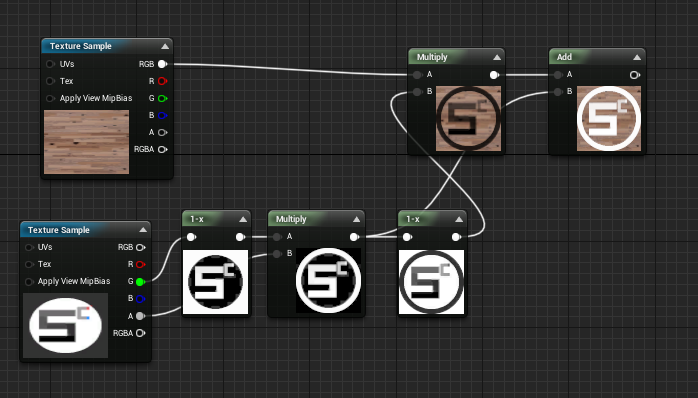 Texture Sample
UVs RGB
Tex R
Apply View MipBias G
B
A
RGBA
Multiply
A
B
S C
Add
A
B
S C
Texture Sample
UVs RGB
Tex R
Apply View MipBias G
B
A
RGBA
S C
1-x
S C
Multiply
A
B
S C
1-x
S C